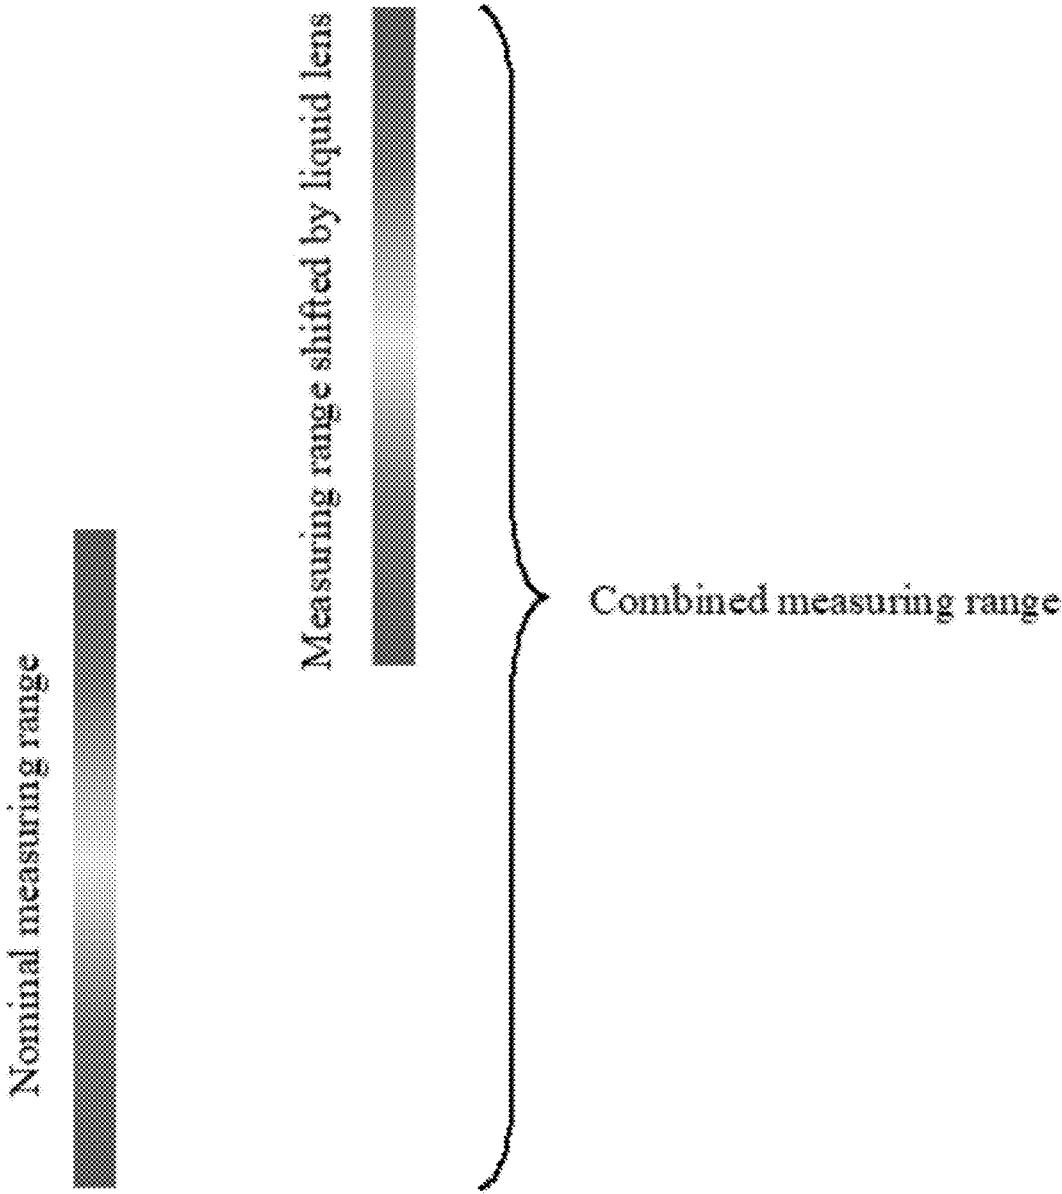 Nominal measuring range
Measuring range shifted by liquid lens
Combined measuring range